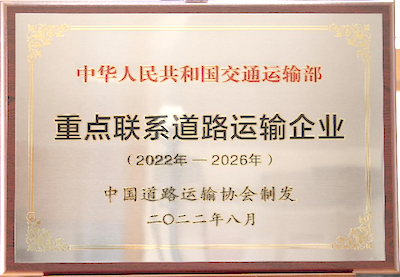 中华人民共和国交通运输部
重点联系道路运输企业
（2022年—2026年）
中国道路运输协会制发
二〇二二年八月